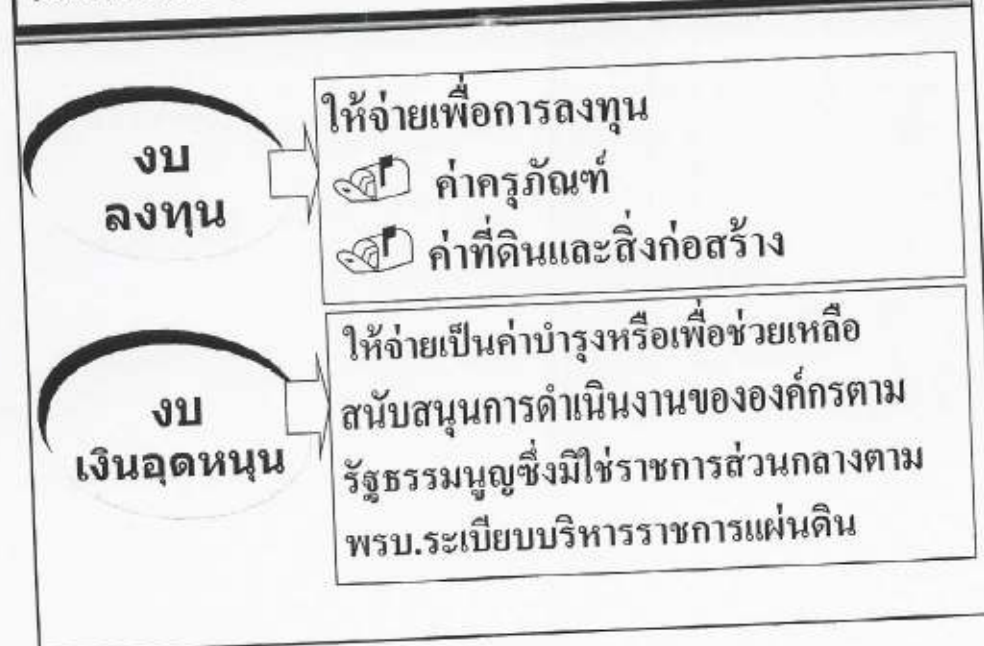 งบ
ลงทุน
ให้จ่ายเพื่อการลงทุน
ค่าครุภัณฑ์
ค่าที่ดินและสิ่งก่อสร้าง
งบ
เงินอุดหนุน
ให้จ่ายเป็นค่าบำรุงหรือเพื่อช่วยเหลือ
สนับสนุนการดำเนินงานขององค์กรตาม
รัฐธรรมนูญซึ่งมิใช่ราชการส่วนกลางตาม
พรบ.ระเบียบบริหารราชการแผ่นดิน